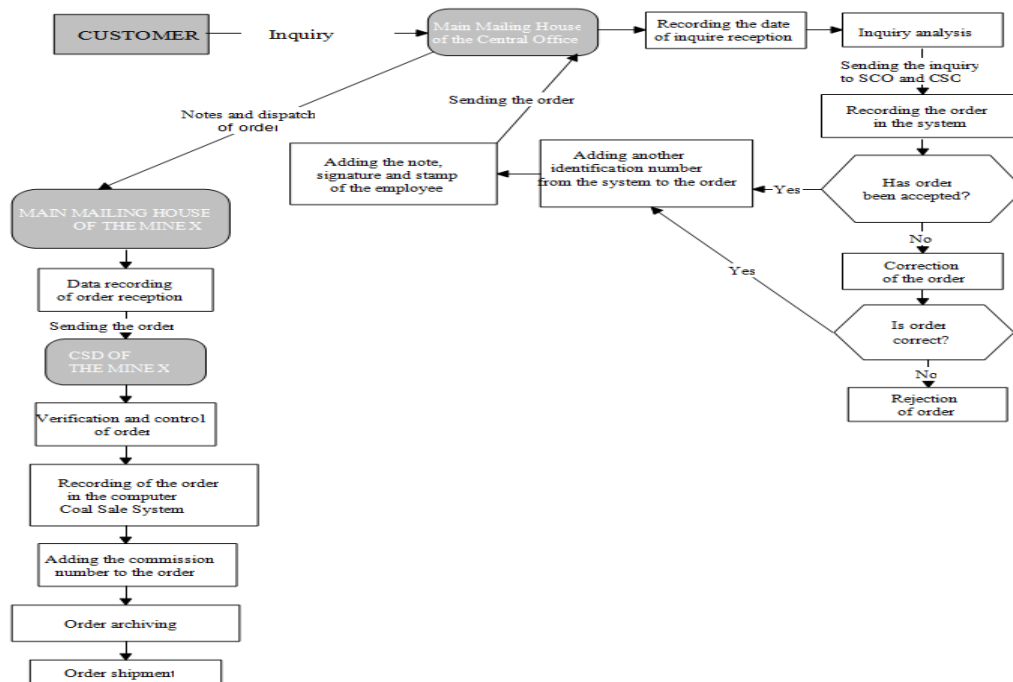 CUSTOMER
Inquiry
Main Mailing House
of the Central Office
Recording the date
of inquire reception
Inquiry analysis
Sending the inquiry
to SCO and CSC
Recording the order
in the system
Has order
been accepted?
Yes
Adding another
identification number
from the system to the order
Adding the note,
signature and stamp
of the employee
Sending the order
Notes and dispatch
of order
No
Correction
of the order
Is order
correct?
Yes
No
Rejection
of order
MAIN MAILING HOUSE
OF THE MINE X
Data recording
of order reception
Sending the order
CSD OF
THE MINE X
Verification and control
of order
Recording of the order
in the computer
Coal Sale System
Adding the commission
number to the order
Order archiving
Order shipment